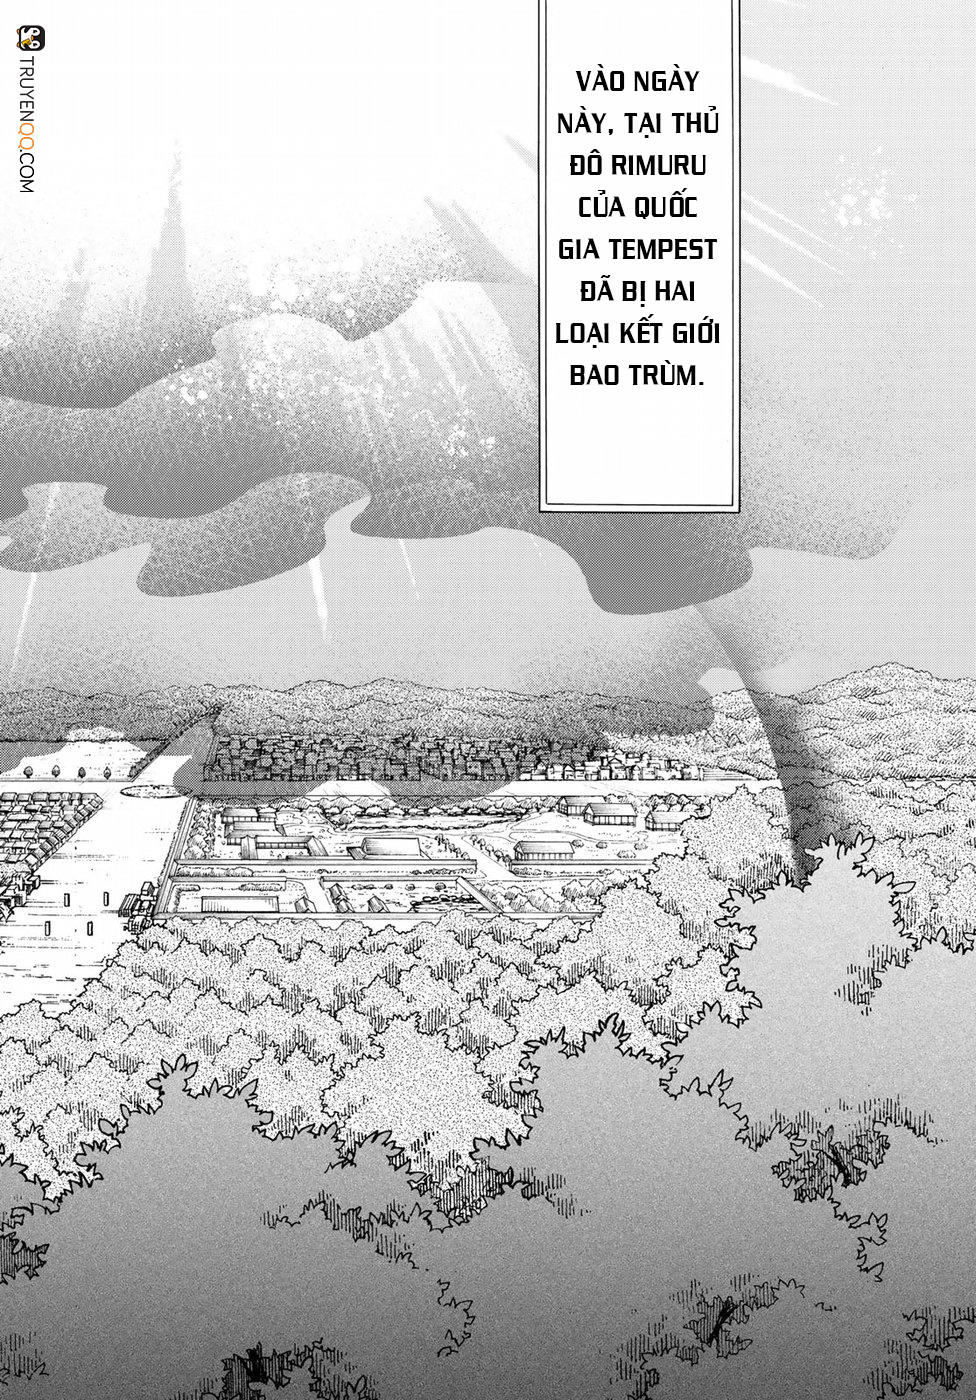 TRUYENQQ.COM
VÀO NGÀY
NÀY, TẠI THỦ
ĐÔ RIMURU
CỦA QUỐC
GIA TEMPEST
ĐÃ BỊ HAI
LOẠI KẾT GIỚI
BAO TRÙM.